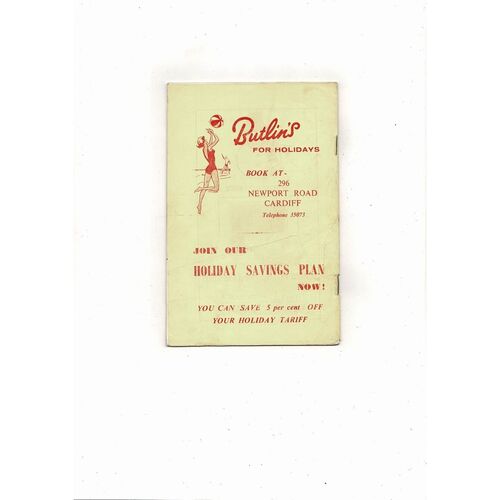 Butlin's
FOR HOLIDAYS
BOOK AT-
296
NEWPORT ROAD
CARDIFF
Telephone 35073
JOIN OUR
HOLIDAY SAVINGS PLAN
NOW!
YOU CAN SAVE 5 per cent OFF
YOUR HOLIDAY TARIFF